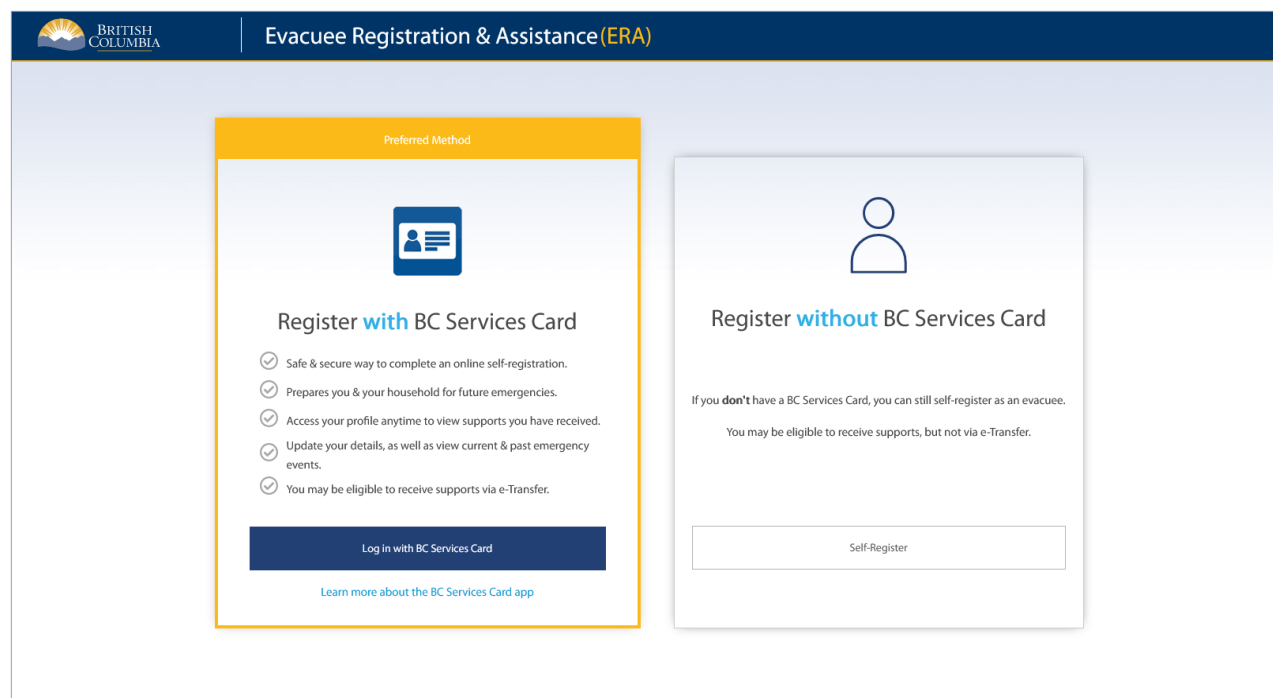 BRITISH
COLUMBIA
Evacuee Registration & Assistance (ERA)
Preferred Method
Register with BC Services Card
Safe & secure way to complete an online self-registration.
Prepares you & your household for future emergencies.
Access your profile anytime to view supports you have received.
Update your details, as well as view current & past emergency
events.
You may be eligible to receive supports via e-Transfer.
Log in with BC Services Card
Learn more about the BC Services Card app
Register without BC Services Card
If you don't have a BC Services Card, you can still self-register as an evacuee.
You may be eligible to receive supports, but not via e-Transfer.
Self-Register